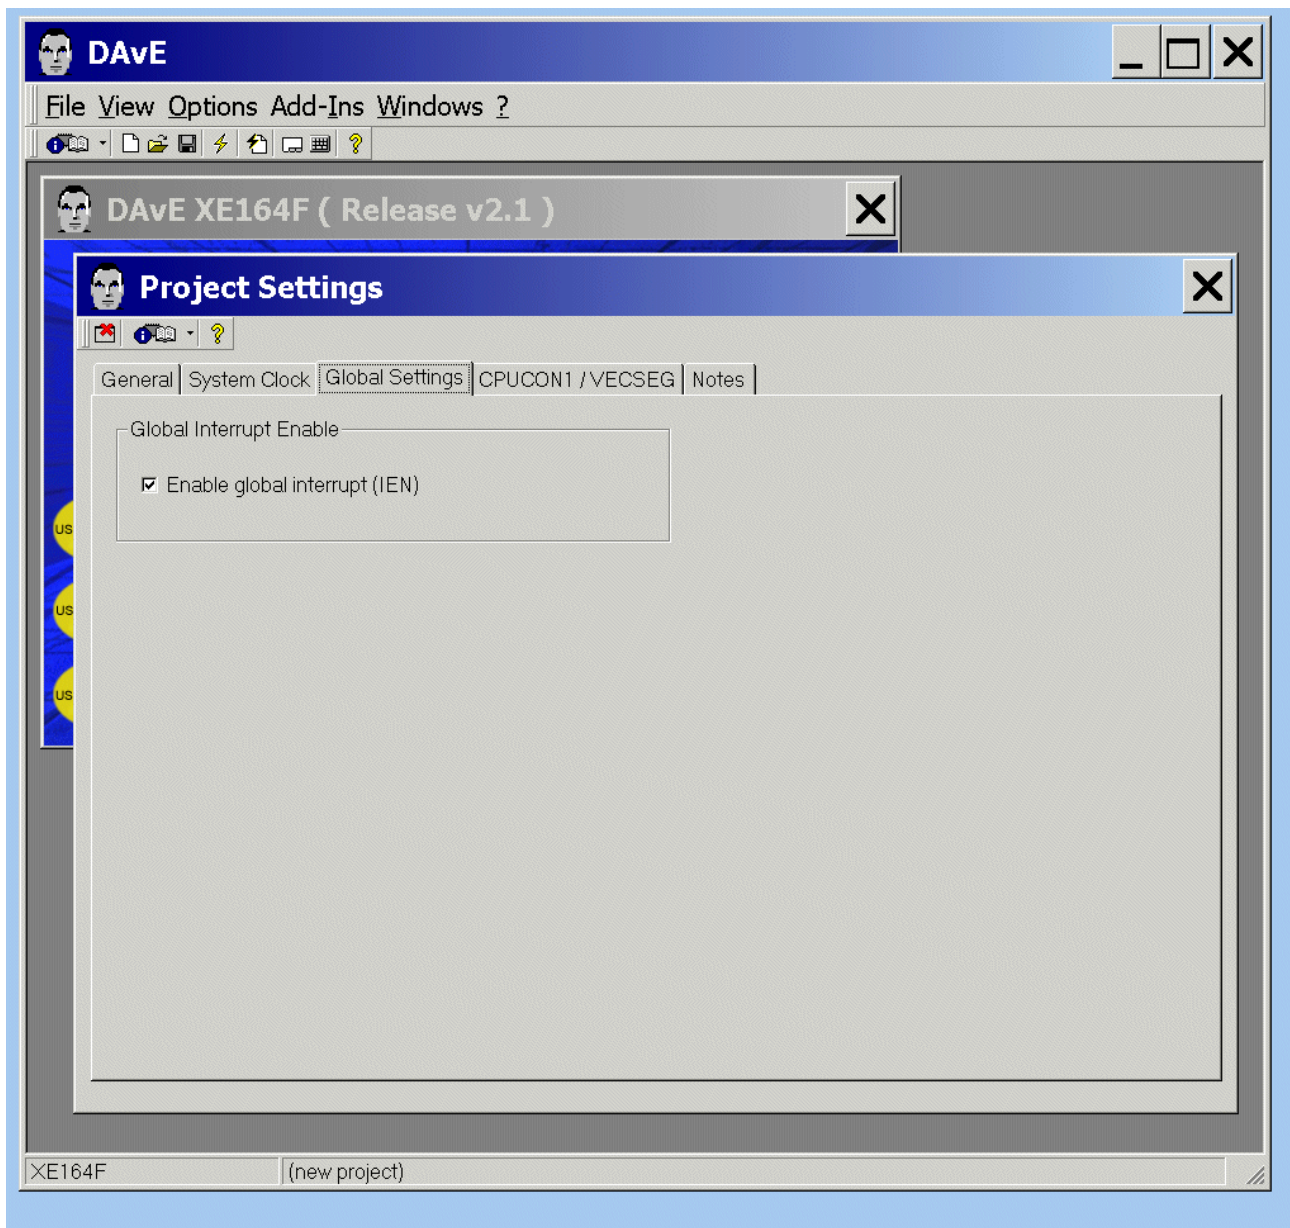 DAvE
File View Options Add-Ins Windows ?
DAvE XE164F ( Release v2.1 )
Project Settings
General System Clock Global Settings CPUCON1 / VECSEG Notes
Global Interrupt Enable
Enable global interrupt (IEN)
US
US
US
XE164F (new project)